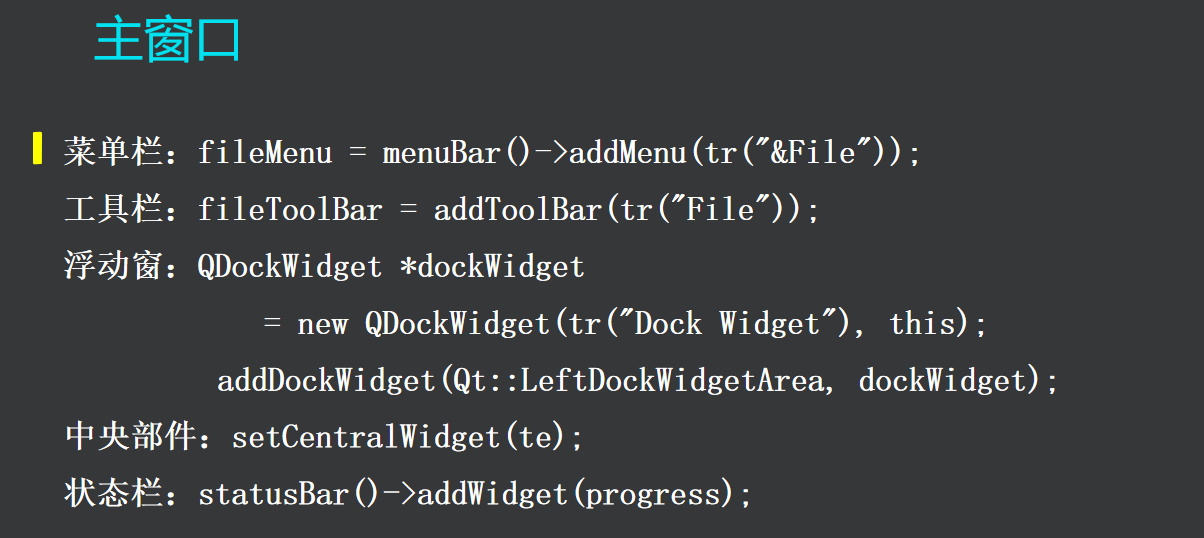 主窗口
菜单栏：fileMenu = menuBar()->addMenu(tr("&File"));
工具栏：fileToolBar = addToolBar(tr("File"));
浮动窗：QDockWidget *dockWidget
= new QDockWidget(tr("Dock Widget"), this);
addDockWidget(Qt::LeftDockWidgetArea, dockWidget);
中央部件：setCentralWidget(te);
状态栏：statusBar()->addWidget(progress);